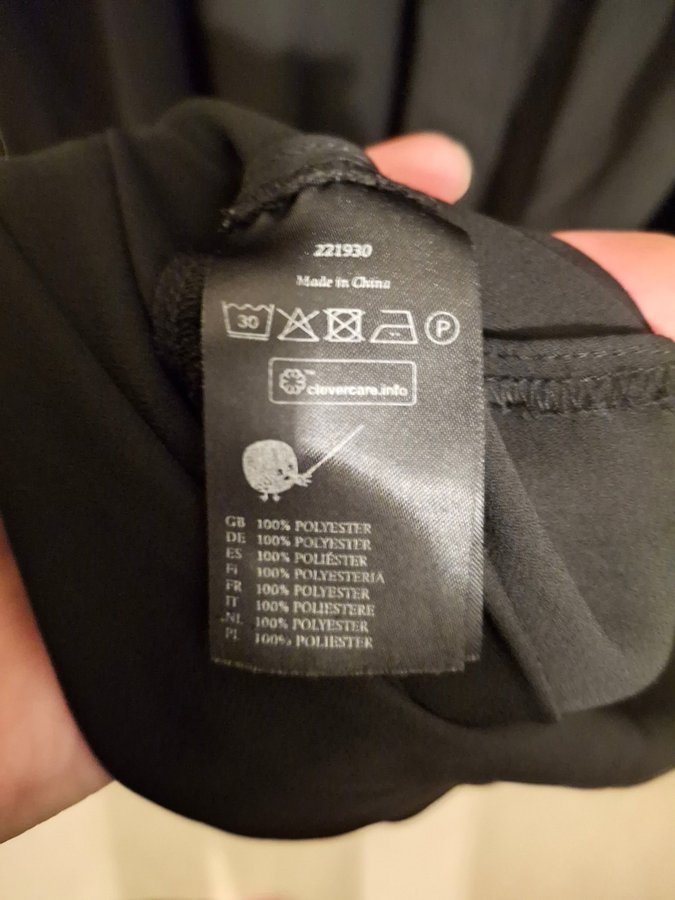 221930
Made in China
30 P
™
clevercare.info
GB 100% POLYESTER
DE 100% POLYESTER
ES 100% POLIÉSTER
FI 100% POLYESTERIA
FR 100% POLYESTER
IT 100% POLIESTERE
NL 100% POLYESTER
PL 100% POLIESTER